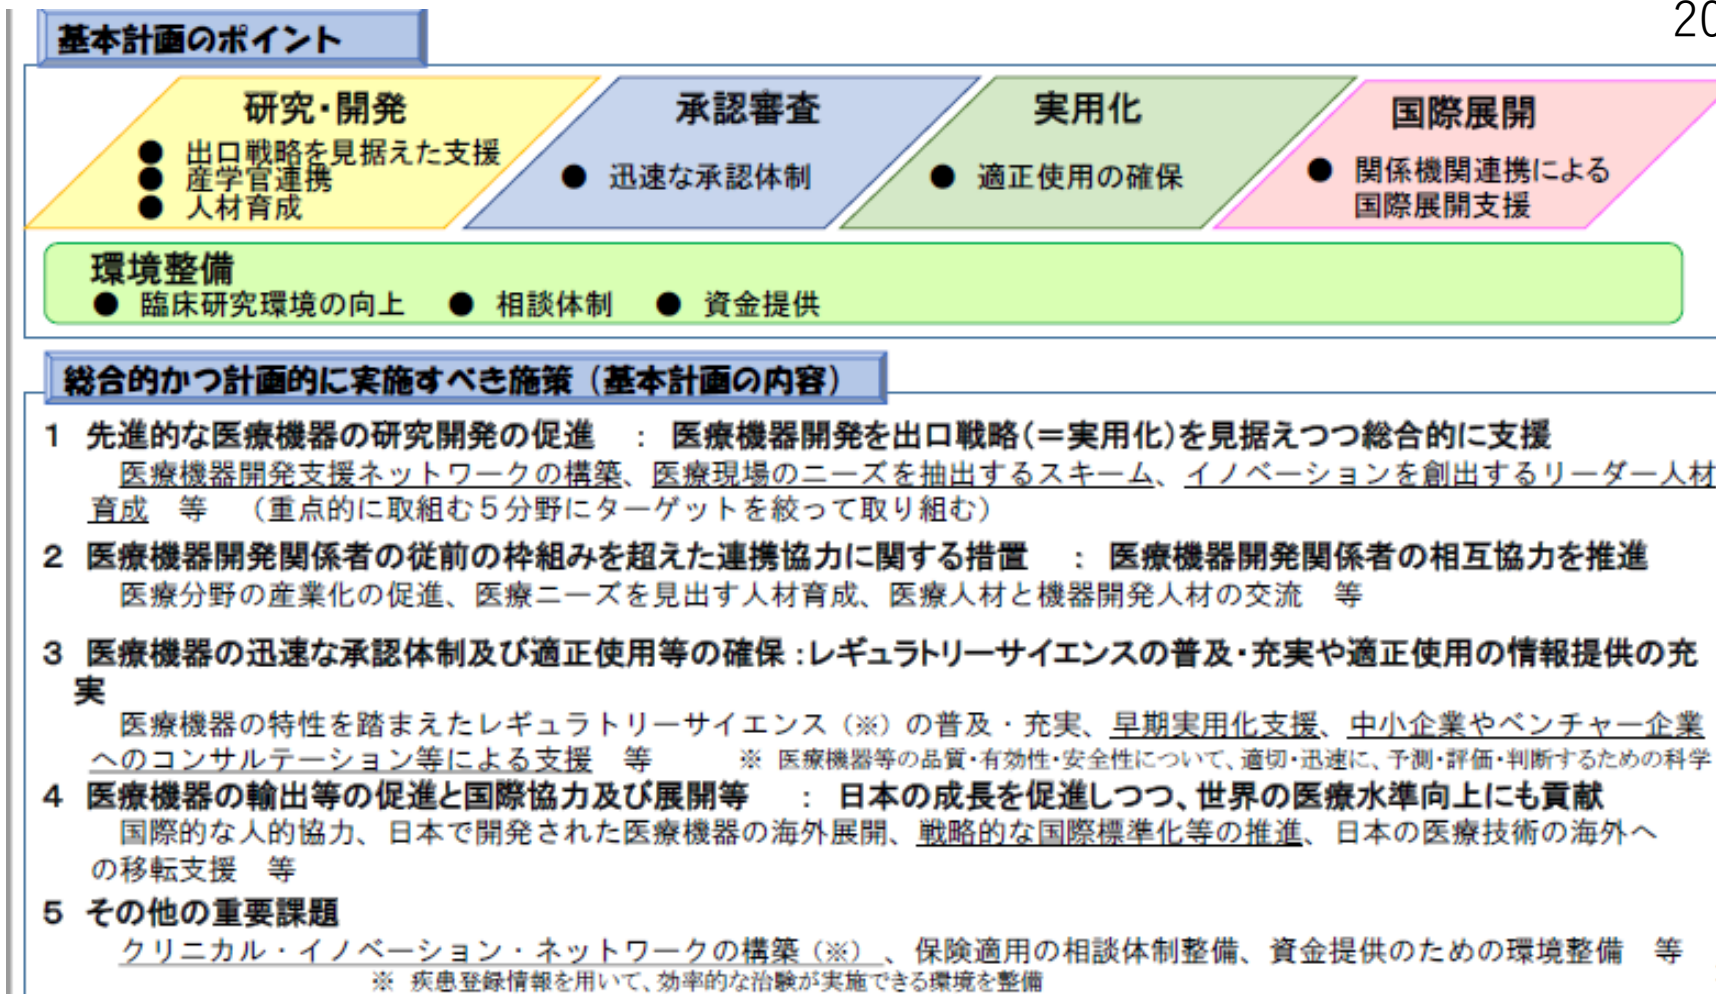 20
基本計画のポイント
研究・開発
● 出口戦略を見据えた支援
● 産学官連携
● 人材育成
承認審査
● 迅速な承認体制
実用化
● 適正使用の確保
国際展開
● 関係機関連携による
国際展開支援
環境整備
● 臨床研究環境の向上 ● 相談体制 ● 資金提供
総合的かつ計画的に実施すべき施策（基本計画の内容）
1 先進的な医療機器の研究開発の促進 ： 医療機器開発を出口戦略（＝実用化）を見据えつつ総合的に支援
医療機器開発支援ネットワークの構築、医療現場のニーズを抽出するスキーム、イノベーションを創出するリーダー人材
育成 等 （重点的に取組む５分野にターゲットを絞って取り組む）
2 医療機器開発関係者の従前の枠組みを超えた連携協力に関する措置 ： 医療機器開発関係者の相互協力を推進
医療分野の産業化の促進、医療ニーズを見出す人材育成、医療人材と機器開発人材の交流 等
3 医療機器の迅速な承認体制及び適正使用等の確保：レギュラトリーサイエンスの普及・充実や適正使用の情報提供の充
実
医療機器の特性を踏まえたレギュラトリーサイエンス（※）の普及・充実、早期実用化支援、中小企業やベンチャー企業
へのコンサルテーション等による支援 等 ※ 医療機器等の品質・有効性・安全性について、適切・迅速に、予測・評価・判断するための科学
4 医療機器の輸出等の促進と国際協力及び展開等 ： 日本の成長を促進しつつ、世界の医療水準向上にも貢献
国際的な人的協力、日本で開発された医療機器の海外展開、戦略的な国際標準化等の推進、日本の医療技術の海外へ
の移転支援 等
5 その他の重要課題
クリニカル・イノベーション・ネットワークの構築（※）、保険適用の相談体制整備、資金提供のための環境整備 等
※ 疾患登録情報を用いて、効率的な治験が実施できる環境を整備